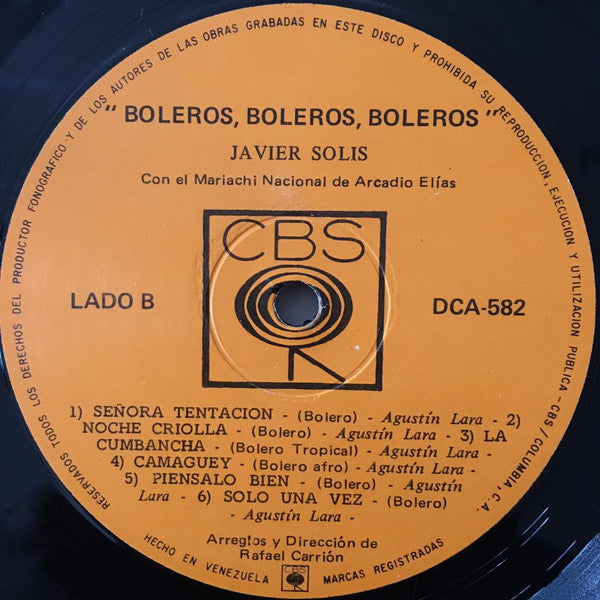 RESERVADOS TODOS LOS DERECHOS DEL PRODUCTOR FONOGRAFICO Y DE LOS AUTORES DE LAS OBRAS GRABADAS EN ESTE DISCO Y PROHIBIDA SU REPRODUCCION, EJECUCION Y UTILIZACION PUBLICA - CBS / COLUMBIA, C. A.
" BOLEROS, BOLEROS, BOLEROS "
JAVIER SOLIS
Con el Mariachi Nacional de Arcadio Elías
CBS
LADO B
DCA-582
1) SEÑORA TENTACION - (Bolero) - Agustín Lara - 2)
NOCHE CRIOLLA - (Bolero) - Agustín Lara - 3) LA
CUMBANCHA - (Bolero Tropical) - Agustín Lara
- 4) CAMAGUEY - (Bolero afro) - Agustín Lara -
5) PIENSALO BIEN - (Bolero) - Agustín
Lara - 6) SOLO UNA VEZ - (Bolero)
- Agustín Lara -
Arreglos y Dirección de
Rafael Carrión
HECHO EN VENEZUELA
CBS
MARCAS REGISTRADAS